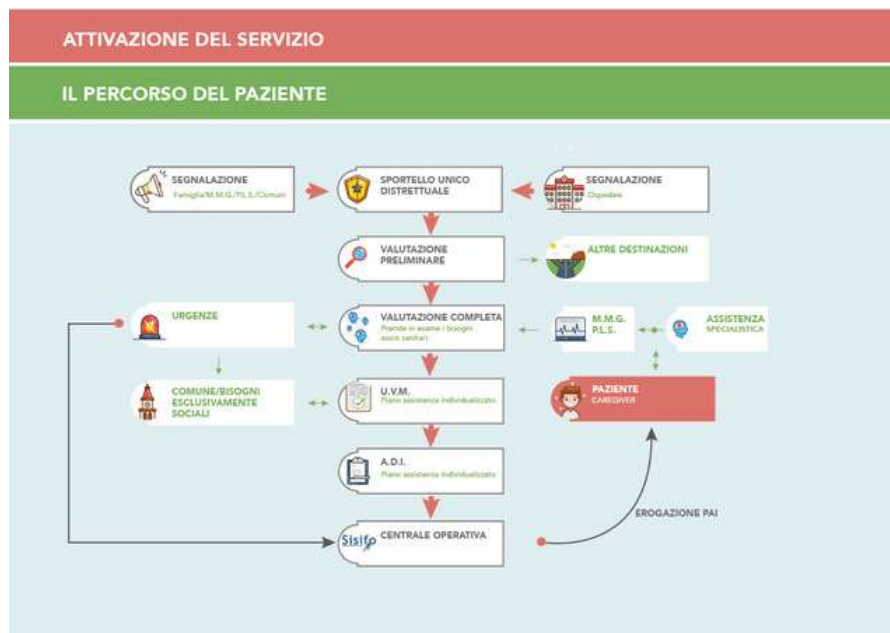 ATTIVAZIONE DEL SERVIZIO
IL PERCORSO DEL PAZIENTE
SEGNALAZIONE
Famiglia/M.M.G./P.L.S./Comuni
SPORTELLO UNICO
DISTRETTUALE
SEGNALAZIONE
Ospedale
VALUTAZIONE
PRELIMINARE
ALTRE DESTINAZIONI
URGENZE
VALUTAZIONE COMPLETA
Prende in esame i bisogni
socio sanitari
M.M.G.
P.L.S.
ASSISTENZA
SPECIALISTICA
COMUNE/BISOGNI
ESCLUSIVAMENTE
SOCIALI
U.V.M.
Piano assistenza individualizzato
PAZIENTE
CAREGIVER
A.D.I.
Piano assistenza individualizzato
EROGAZIONE PAI
Sisifo
CENTRALE OPERATIVA